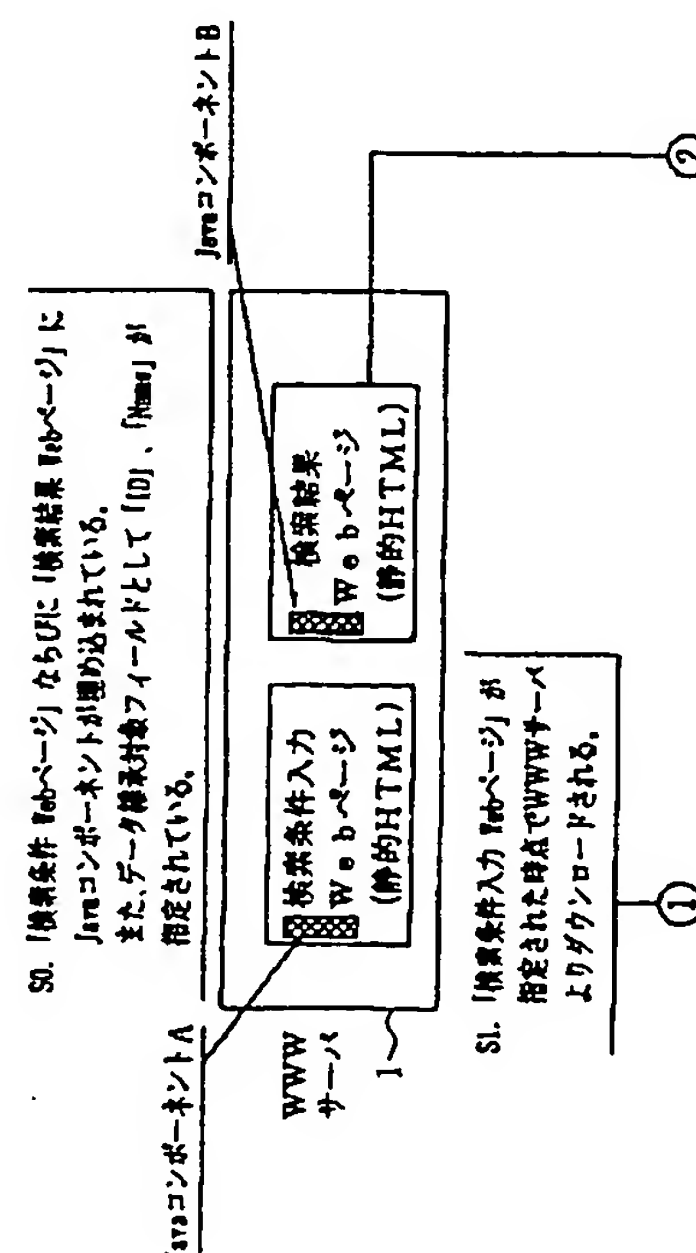 S0. 「検索条件 Webページ」ならびに「検索結果 Webページ」に
Javaコンポーネントが埋め込まれている。
また、データ継承対象フィールドとして「ID」、「Name」が
指定されている。
JavaコンポーネントA
JavaコンポーネントB
WWW
サーバ
1
検索条件入力
Webページ
(静的HTML)
検索結果
Webページ
(静的HTML)
S1. 「検索条件入力 Webページ」が
指定された時点でWWWサーバ
よりダウンロードされる。
①
②